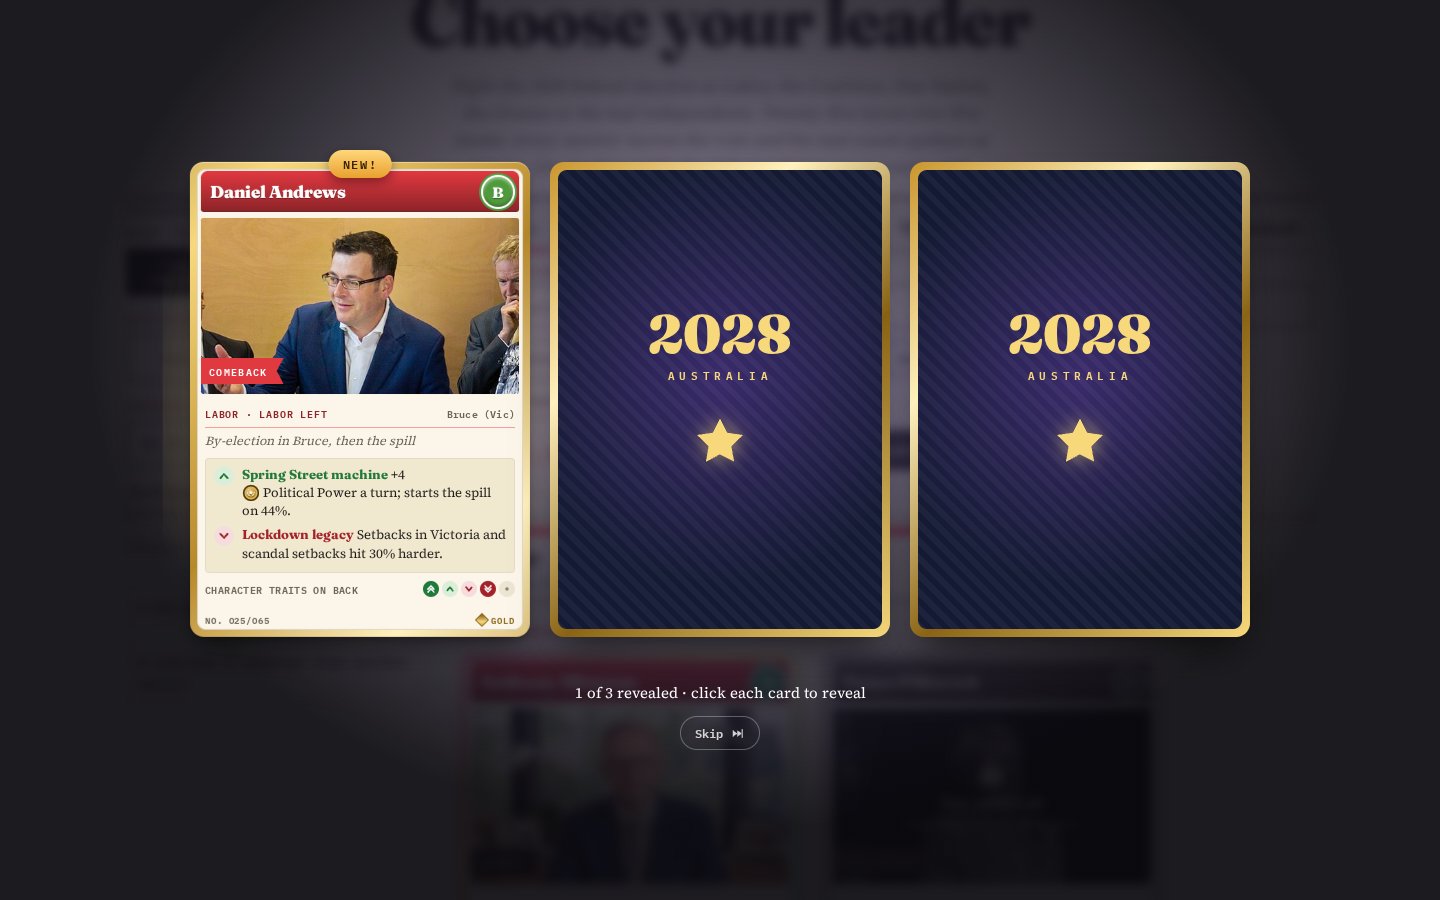 Choose your leader
NEW!
Daniel Andrews
B
COMEBACK
LABOR · LABOR LEFT
Bruce (Vic)
By-election in Bruce, then the spill
Spring Street machine +4
Political Power a turn; starts the spill
on 44%.
Lockdown legacy Setbacks in Victoria and
scandal setbacks hit 30% harder.
CHARACTER TRAITS ON BACK
NO. 025/065
GOLD
2028
AUSTRALIA
2028
AUSTRALIA
1 of 3 revealed · click each card to reveal
Skip